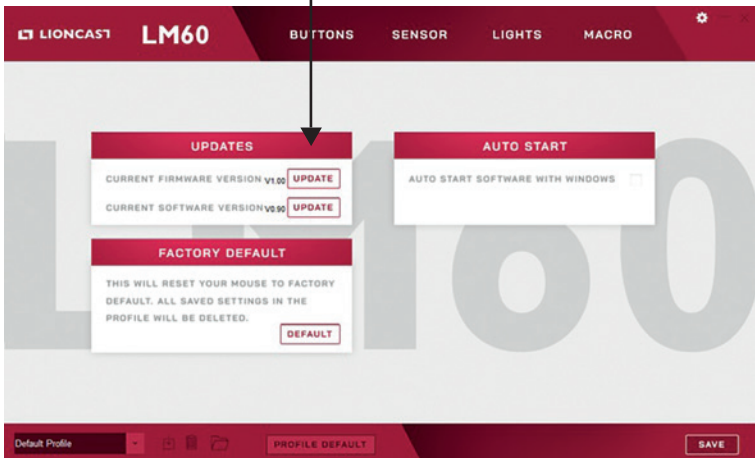 LIONCAST LM60 BUTTONS SENSOR LIGHTS MACRO
UPDATES
CURRENT FIRMWARE VERSION V1.00 UPDATE
CURRENT SOFTWARE VERSION V0.90 UPDATE
AUTO START
AUTO START SOFTWARE WITH WINDOWS
FACTORY DEFAULT
THIS WILL RESET YOUR MOUSE TO FACTORY
DEFAULT. ALL SAVED SETTINGS IN THE
PROFILE WILL BE DELETED.
DEFAULT
LM60
Default Profile PROFILE DEFAULT SAVE